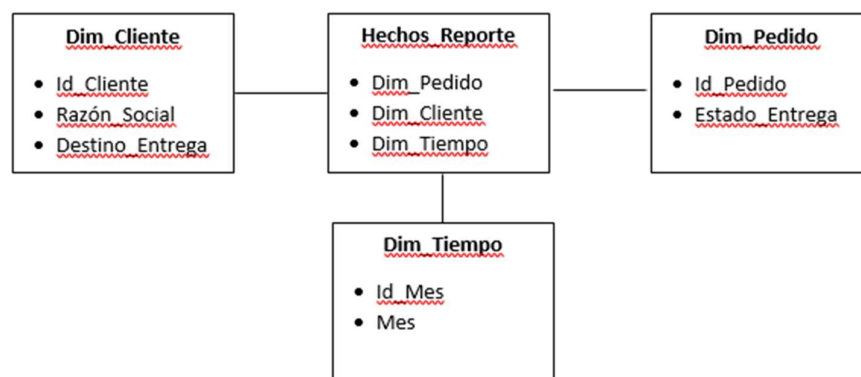 Dim_Cliente
• Id_Cliente
• Razón_Social
• Destino_Entrega
Hechos_Reporte
• Dim_Pedido
• Dim_Cliente
• Dim_Tiempo
Dim_Pedido
• Id_Pedido
• Estado_Entrega
Dim_Tiempo
• Id_Mes
• Mes